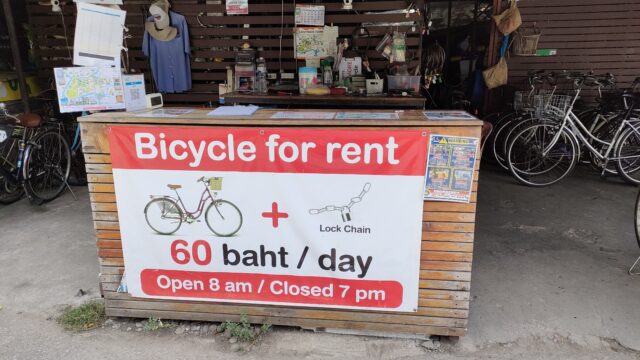 Bicycle for rent
+
Lock Chain
60 baht / day
Open 8 am / Closed 7 pm